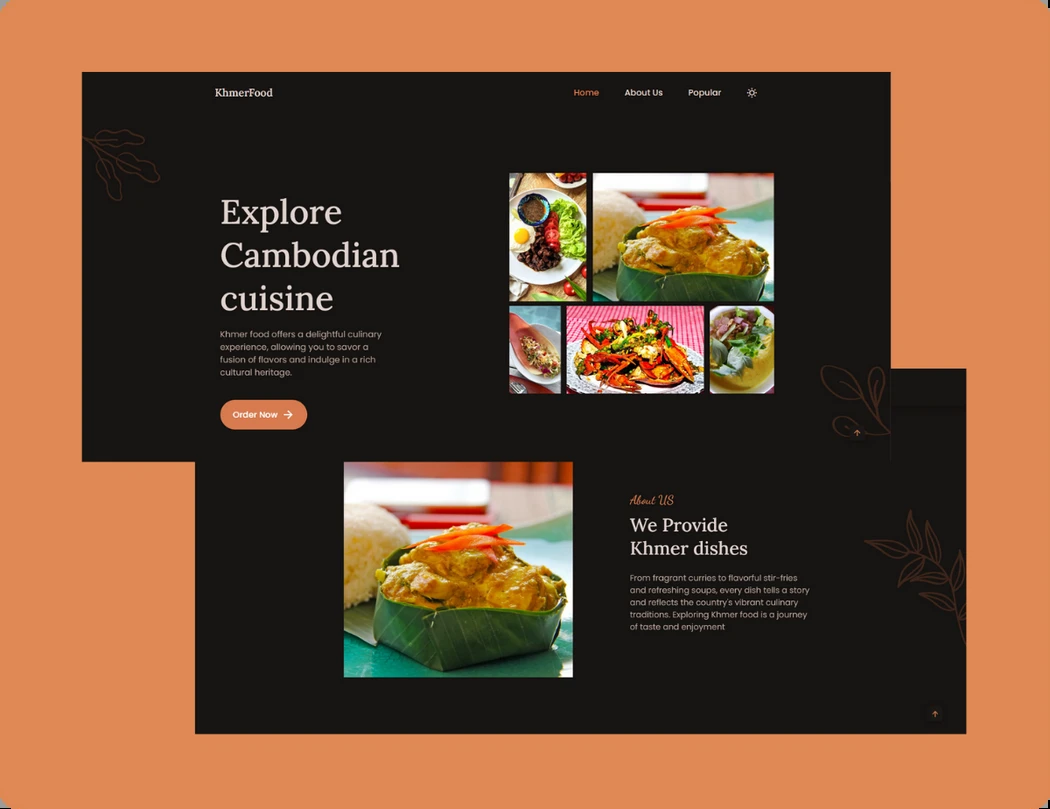 KhmerFood
Home About Us Popular
Explore
Cambodian
cuisine
Khmer food offers a delightful culinary
experience, allowing you to savor a
fusion of flavors and indulge in a rich
cultural heritage.
Order Now
About US
We Provide
Khmer dishes
From fragrant curries to flavorful stir-fries
and refreshing soups, every dish tells a story
and reflects the country's vibrant culinary
traditions. Exploring Khmer food is a journey
of taste and enjoyment